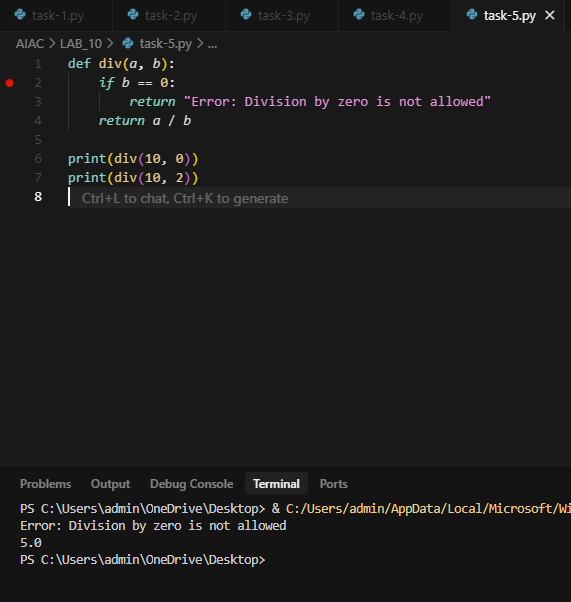 task-1.py task-2.py task-3.py task-4.py task-5.py
AIAC > LAB_10 > task-5.py > ...
1 def div(a, b):
2     if b == 0:
3         return "Error: Division by zero is not allowed"
4     return a / b
5
6 print(div(10, 0))
7 print(div(10, 2))
8 Ctrl+L to chat, Ctrl+K to generate
Problems Output Debug Console Terminal Ports
PS C:\Users\admin\OneDrive\Desktop> & C:/Users/admin/AppData/Local/Microsoft/Wi
Error: Division by zero is not allowed
5.0
PS C:\Users\admin\OneDrive\Desktop>